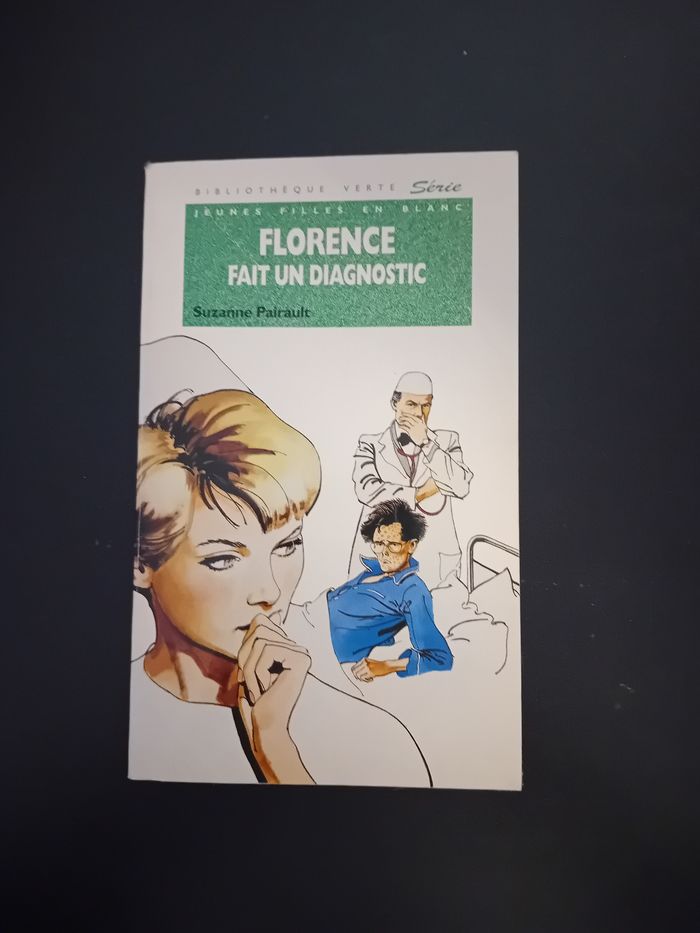 BIBLIOTHÈQUE VERTE Série
JEUNES FILLES EN BLANC
FLORENCE
FAIT UN DIAGNOSTIC
Suzanne Pairault